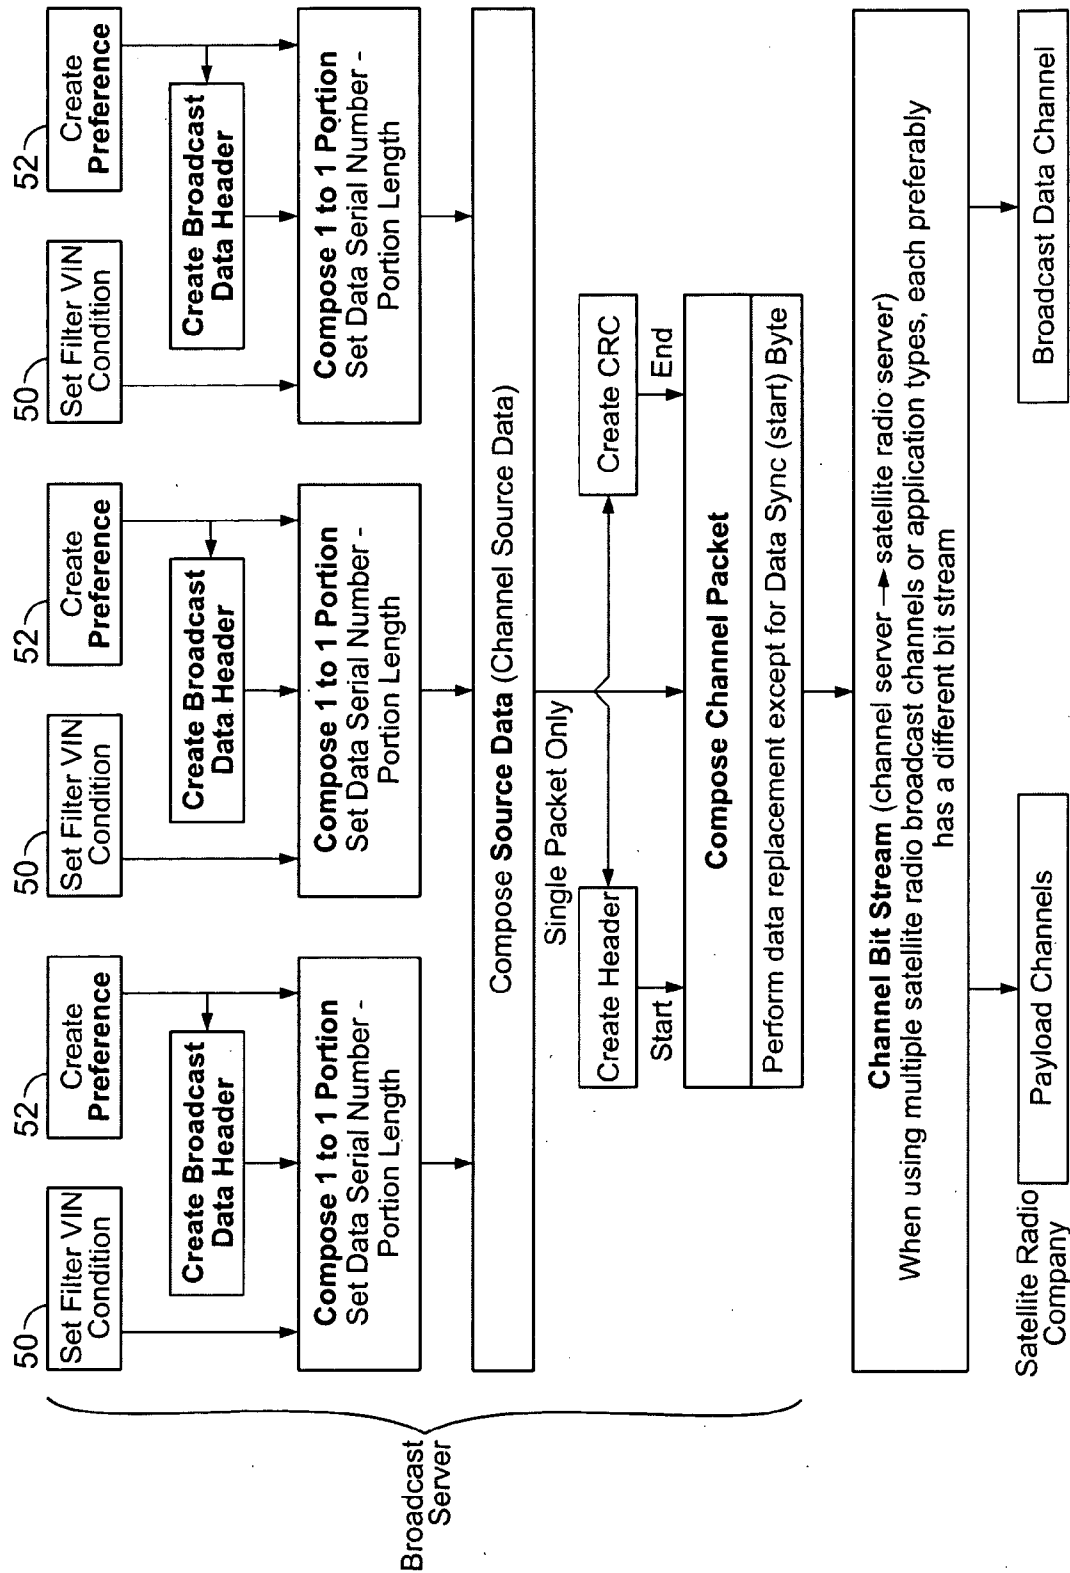 50
Set Filter VIN
Condition
52
Create
Preference
Create Broadcast
Data Header
Compose 1 to 1 Portion
Set Data Serial Number -
Portion Length
50
Set Filter VIN
Condition
52
Create
Preference
Create Broadcast
Data Header
Compose 1 to 1 Portion
Set Data Serial Number -
Portion Length
50
Set Filter VIN
Condition
52
Create
Preference
Create Broadcast
Data Header
Compose 1 to 1 Portion
Set Data Serial Number -
Portion Length
Broadcast
Server
Compose Source Data (Channel Source Data)
Single Packet Only
Create Header
Create CRC
Start
End
Compose Channel Packet
Perform data replacement except for Data Sync (start) Byte
Channel Bit Stream (channel server → satellite radio server)
When using multiple satellite radio broadcast channels or application types, each preferably
has a different bit stream
Satellite Radio
Company
Payload Channels
Broadcast Data Channel